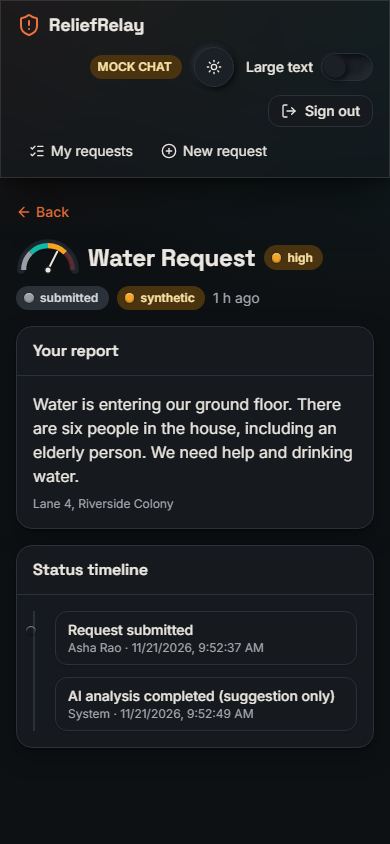 ReliefRelay
MOCK CHAT
Large text
Sign out
My requests
New request
Back
Water Request
high
submitted
synthetic
1 h ago
Your report
Water is entering our ground floor. There
are six people in the house, including an
elderly person. We need help and drinking
water.
Lane 4, Riverside Colony
Status timeline
Request submitted
Asha Rao · 11/21/2026, 9:52:37 AM
AI analysis completed (suggestion only)
System · 11/21/2026, 9:52:49 AM